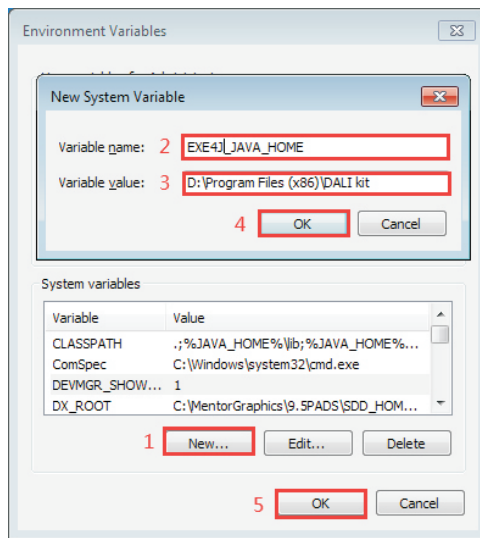 Environment Variables
New System Variable
Variable name: 2 EXE4J_JAVA_HOME
Variable value: 3 D:\Program Files (x86)\DALI kit
4 OK Cancel
System variables
Variable Value
CLASSPATH .;%JAVA_HOME%\lib;%JAVA_HOME%...
ComSpec C:\Windows\system32\cmd.exe
DEVMGR_SHOW... 1
DX_ROOT C:\MentorGraphics\9.5PADS\SDD_HOM...
1 New... Edit... Delete
5 OK Cancel